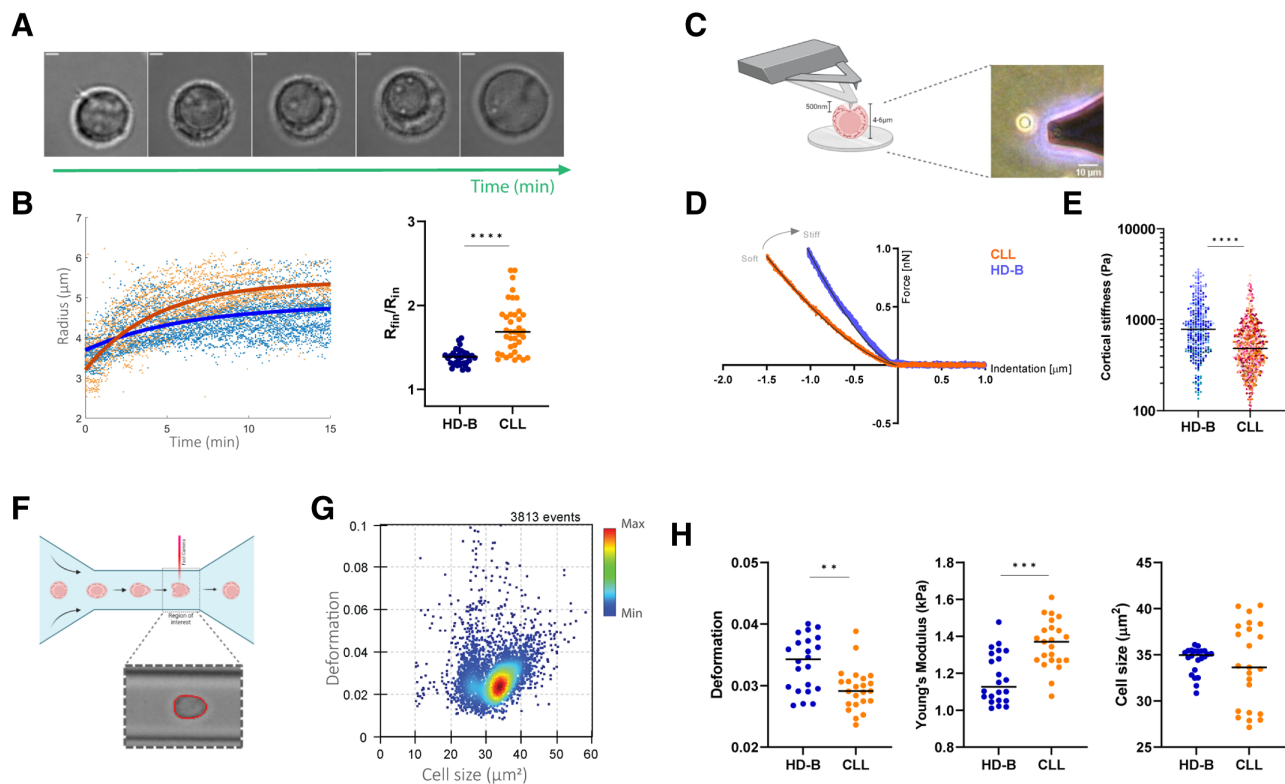 A
Time (min)
B
Radius (µm)
7
6
5
4
3
2
0
5
10
15
Time (min)
Rfin/Rin
3
2
1
****
HD-B
CLL
C
500nm
4-6µm
10 µm
D
Soft
Stiff
CLL
HD-B
Force [nN]
1.0
0.5
-0.5
-2.0
-1.5
-1.0
-0.5
0.5
1.0
Indentation [µm]
E
Cortical stiffness (Pa)
10000
1000
100
****
HD-B
CLL
F
Fast Camera
Region of
interest
G
3813 events
Deformation
0.1
0.08
0.06
0.04
0.02
0
0
10
20
30
40
50
60
Cell size (µm²)
Max
Min
H
Deformation
0.05
0.04
0.03
0.02
**
HD-B
CLL
Young's Modulus (kPa)
1.8
1.6
1.4
1.2
1.0
0.8
***
HD-B
CLL
Cell size (µm²)
45
40
35
30
25
HD-B
CLL